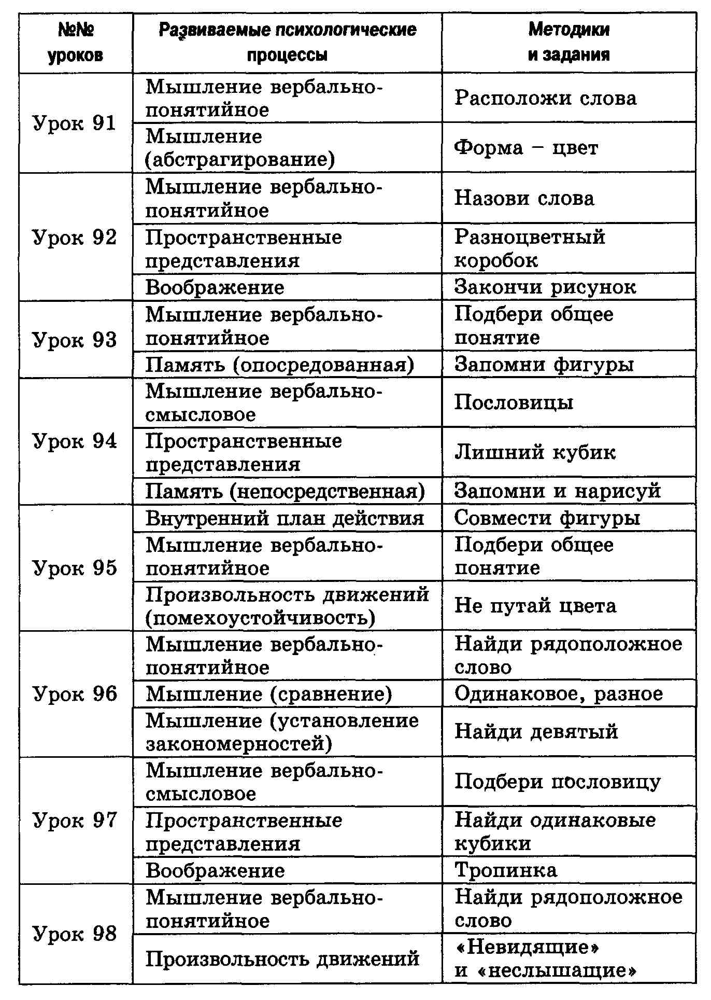 №№ уроков
Развиваемые психологические процессы
Методики и задания
Урок 91
Мышление вербально-
понятийное
Расположи слова
Мышление
(абстрагирование)
Форма – цвет
Урок 92
Мышление вербально-
понятийное
Назови слова
Пространственные
представления
Разноцветный
коробок
Воображение
Закончи рисунок
Урок 93
Мышление вербально-
понятийное
Подбери общее
понятие
Память (опосредованная)
Запомни фигуры
Урок 94
Мышление вербально-
смысловое
Пословицы
Пространственные
представления
Лишний кубик
Память (непосредственная)
Запомни и нарисуй
Урок 95
Внутренний план действия
Совмести фигуры
Мышление вербально-
понятийное
Подбери общее
понятие
Произвольность движений
(помехоустойчивость)
Не путай цвета
Урок 96
Мышление вербально-
понятийное
Найди рядоположное
слово
Мышление (сравнение)
Одинаковое, разное
Мышление (установление
закономерностей)
Найди девятый
Урок 97
Мышление вербально-
смысловое
Подбери пословицу
Пространственные
представления
Найди одинаковые
кубики
Воображение
Тропинка
Урок 98
Мышление вербально-
понятийное
Найди рядоположное
слово
Произвольность движений
«Невидящие»
и «неслышащие»